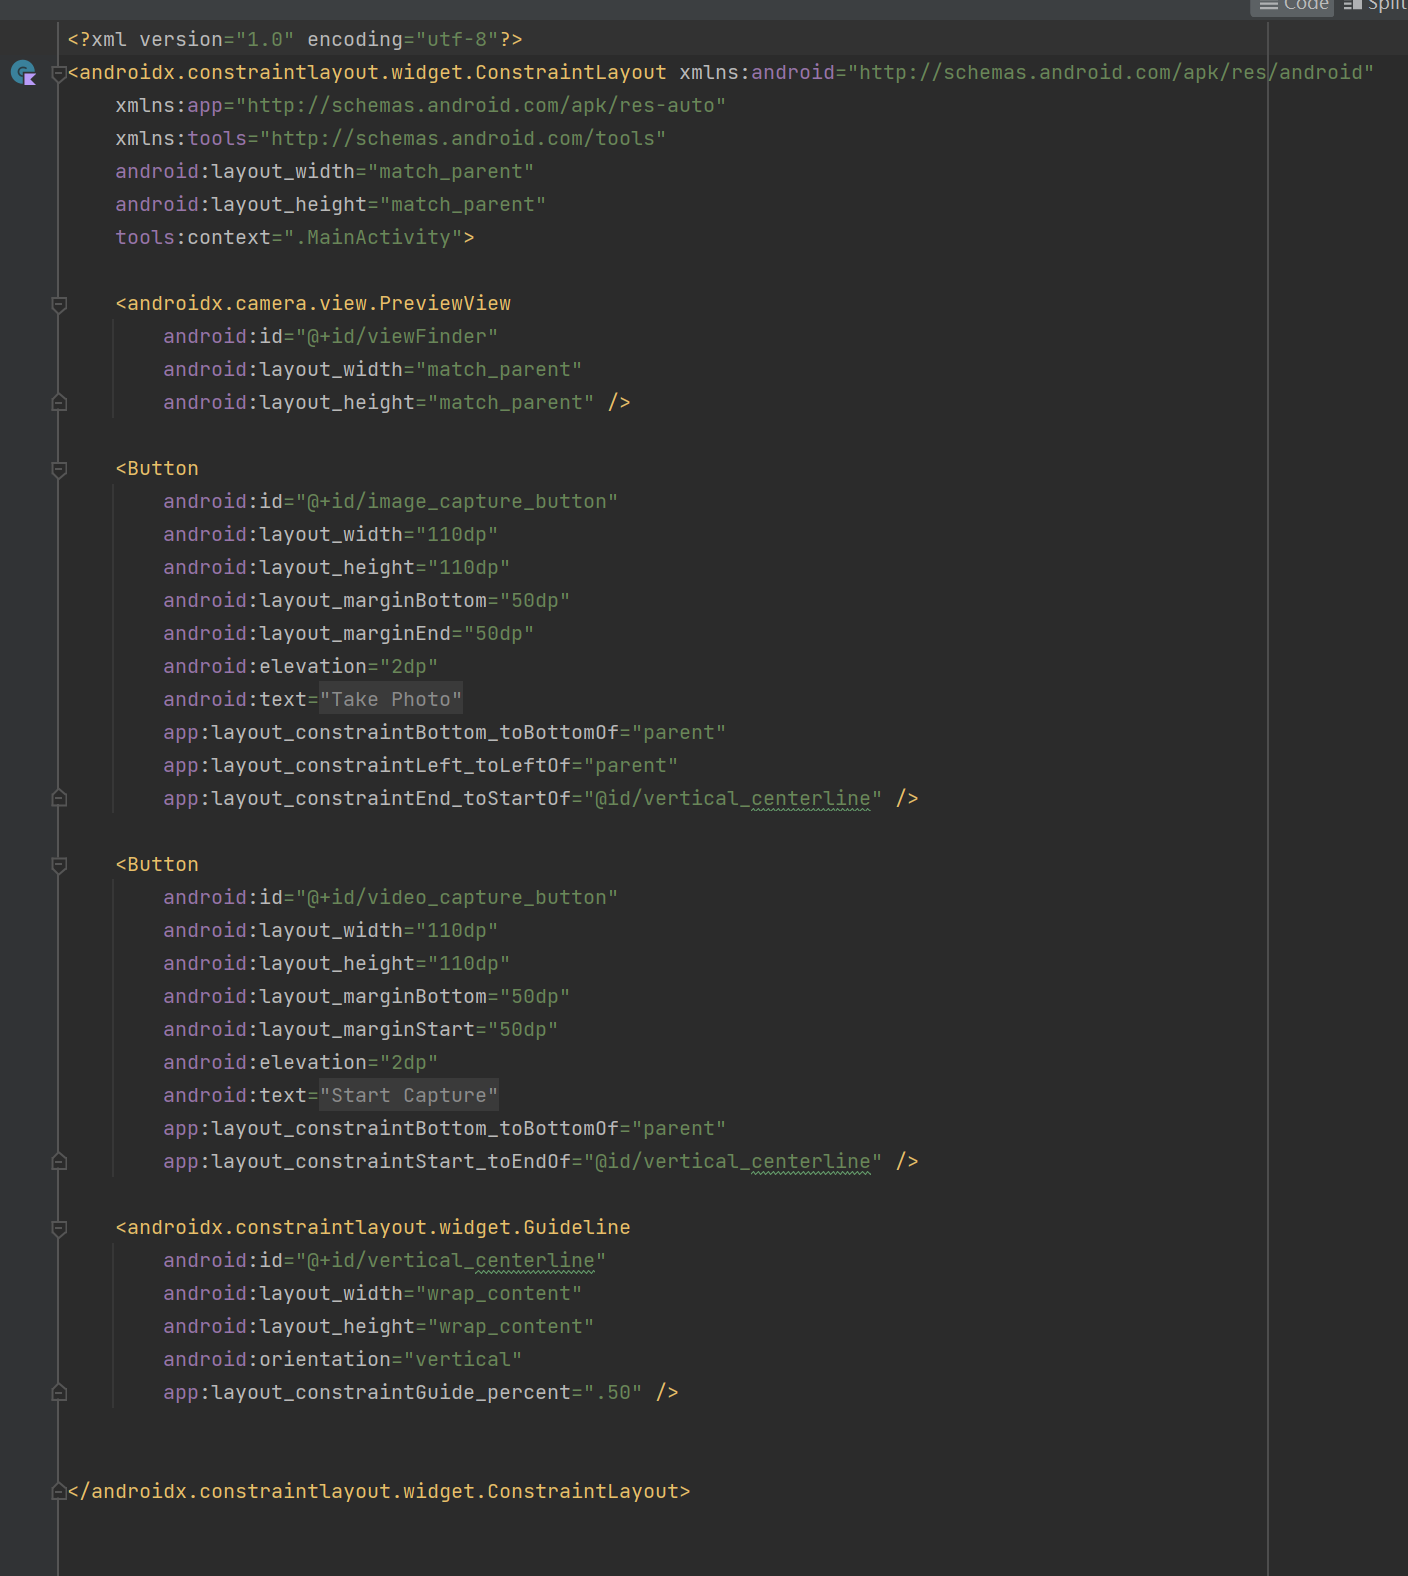 Code Split
<?xml version="1.0" encoding="utf-8"?>
<androidx.constraintlayout.widget.ConstraintLayout xmlns:android="http://schemas.android.com/apk/res/android"
    xmlns:app="http://schemas.android.com/apk/res-auto"
    xmlns:tools="http://schemas.android.com/tools"
    android:layout_width="match_parent"
    android:layout_height="match_parent"
    tools:context=".MainActivity">

    <androidx.camera.view.PreviewView
        android:id="@+id/viewFinder"
        android:layout_width="match_parent"
        android:layout_height="match_parent" />

    <Button
        android:id="@+id/image_capture_button"
        android:layout_width="110dp"
        android:layout_height="110dp"
        android:layout_marginBottom="50dp"
        android:layout_marginEnd="50dp"
        android:elevation="2dp"
        android:text="Take Photo"
        app:layout_constraintBottom_toBottomOf="parent"
        app:layout_constraintLeft_toLeftOf="parent"
        app:layout_constraintEnd_toStartOf="@id/vertical_centerline" />

    <Button
        android:id="@+id/video_capture_button"
        android:layout_width="110dp"
        android:layout_height="110dp"
        android:layout_marginBottom="50dp"
        android:layout_marginStart="50dp"
        android:elevation="2dp"
        android:text="Start Capture"
        app:layout_constraintBottom_toBottomOf="parent"
        app:layout_constraintStart_toEndOf="@id/vertical_centerline" />

    <androidx.constraintlayout.widget.Guideline
        android:id="@+id/vertical_centerline"
        android:layout_width="wrap_content"
        android:layout_height="wrap_content"
        android:orientation="vertical"
        app:layout_constraintGuide_percent=".50" />

</androidx.constraintlayout.widget.ConstraintLayout>